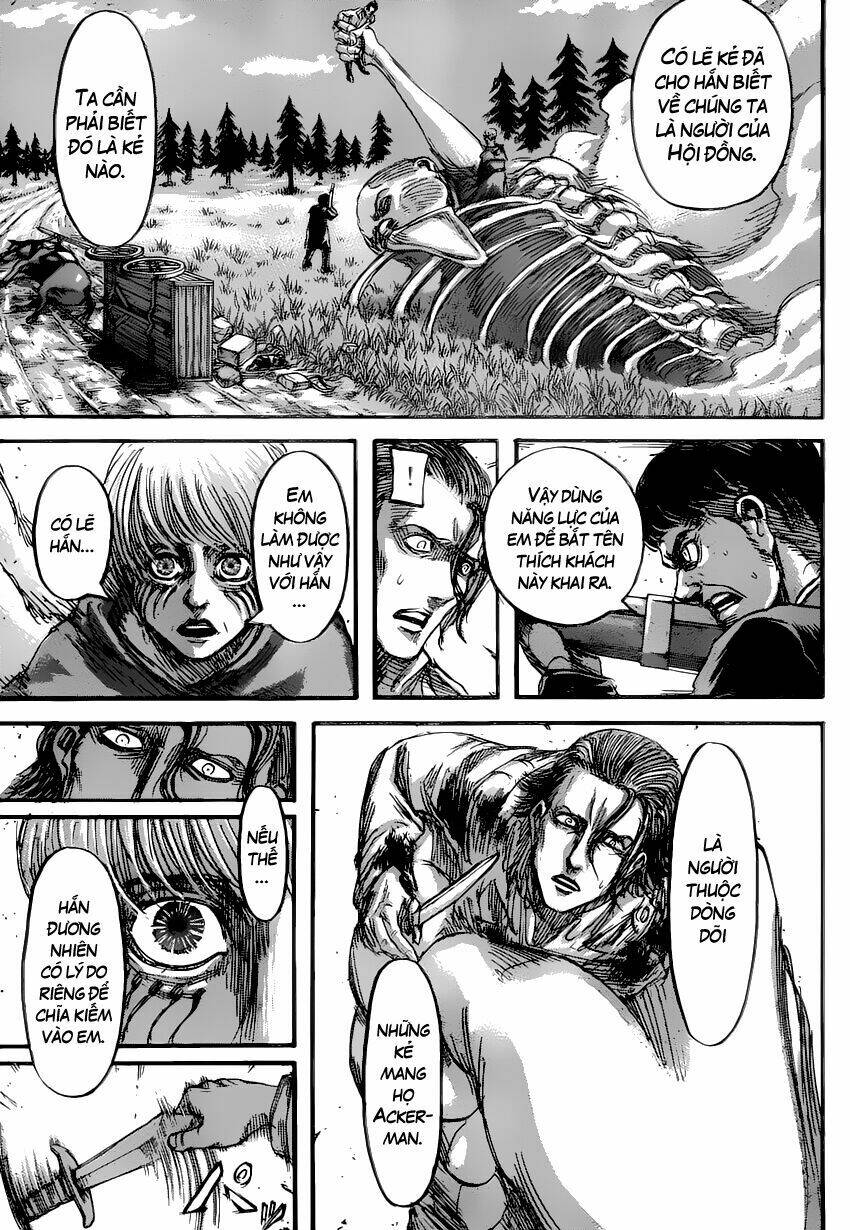 CÓ LẼ KẺ ĐÃ
CHO HẮN BIẾT
VỀ CHÚNG TA
LÀ NGƯỜI CỦA
HỘI ĐỒNG.
TA CẦN
PHẢI BIẾT
ĐÓ LÀ KẺ
NÀO.
VẬY DÙNG
NĂNG LỰC CỦA
EM ĐỂ BẮT TÊN
THÍCH KHÁCH
NÀY KHAI RA.
!
EM
KHÔNG
LÀM ĐƯỢC
NHƯ VẬY
VỚI HẮN
...
CÓ LẼ
HẮN...
LÀ
NGƯỜI
THUỘC
DÒNG
DÕI
NHỮNG
KẺ
MANG
HỌ
ACKER-
MAN.
NẾU
THẾ
...
HẮN
ĐƯƠNG
NHIÊN
CÓ LÝ DO
RIÊNG ĐỂ
CHĨA KIẾM
VÀO EM.